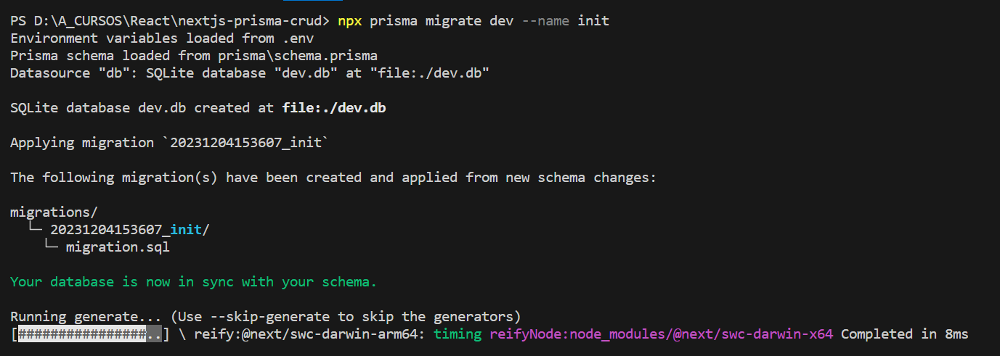 PS D:\A_CURSOS\React\nextjs-prisma-crud> npx prisma migrate dev --name init
Environment variables loaded from .env
Prisma schema loaded from prisma\schema.prisma
Datasource "db": SQLite database "dev.db" at "file:./dev.db"
SQLite database dev.db created at file:./dev.db
Applying migration `20231204153607_init`
The following migration(s) have been created and applied from new schema changes:
migrations/
└─ 20231204153607_init/
└─ migration.sql
Your database is now in sync with your schema.
Running generate... (Use --skip-generate to skip the generators)
[################..] \ reify:@next/swc-darwin-arm64: timing reifyNode:node_modules/@next/swc-darwin-x64 Completed in 8ms